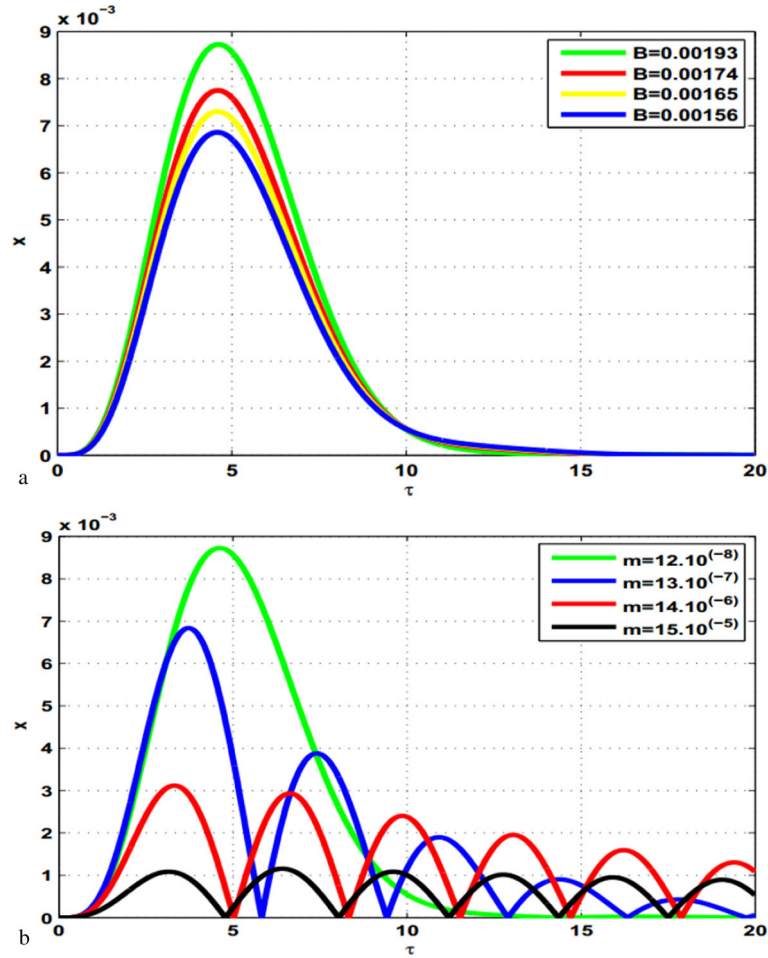 x 10⁻³
9
8
7
6
5
4
3
2
1
0
x
B=0.00193
B=0.00174
B=0.00165
B=0.00156
0 5 10 15 20
τ
a
x 10⁻³
9
8
7
6
5
4
3
2
1
0
x
m=12.10⁽⁻⁸⁾
m=13.10⁽⁻⁷⁾
m=14.10⁽⁻⁶⁾
m=15.10⁽⁻⁵⁾
0 5 10 15 20
τ
b